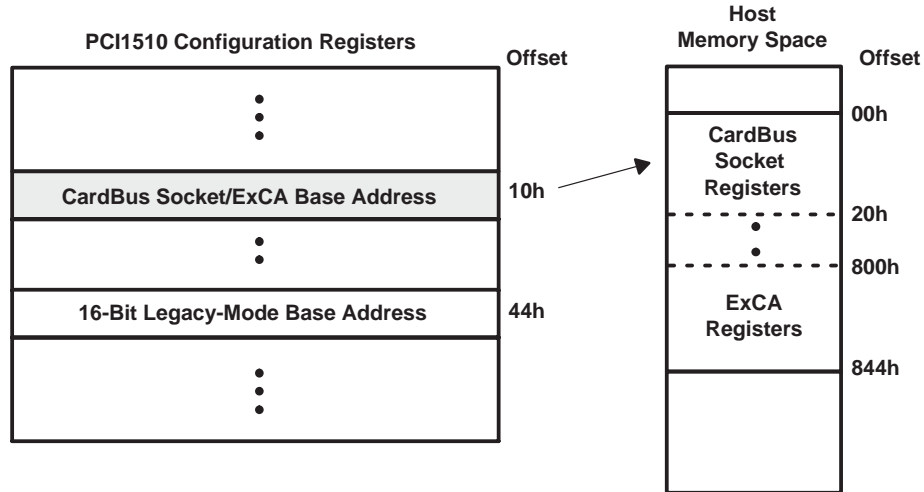 PCI1510 Configuration Registers
Offset
CardBus Socket/ExCA Base Address
10h
16-Bit Legacy-Mode Base Address
44h
Host
Memory Space
Offset
00h
CardBus
Socket
Registers
20h
800h
ExCA
Registers
844h